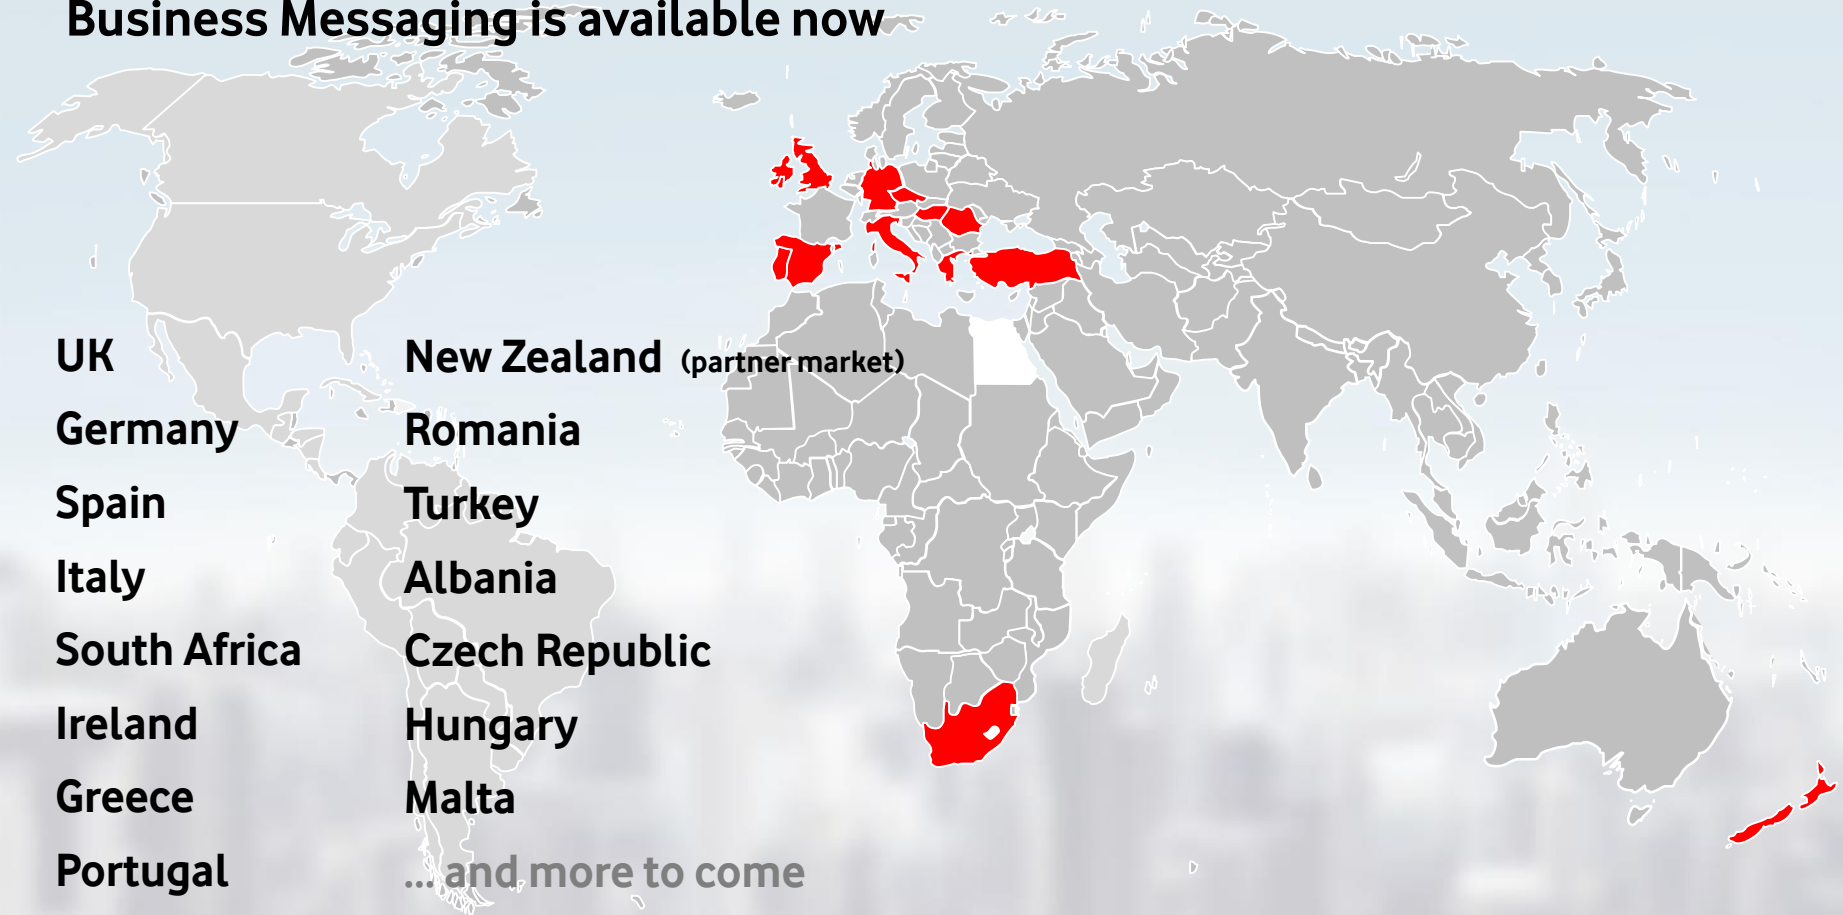 Business Messaging is available now
UK
Germany
Spain
Italy
South Africa
Ireland
Greece
Portugal
New Zealand (partner market)
Romania
Turkey
Albania
Czech Republic
Hungary
Malta
... and more to come